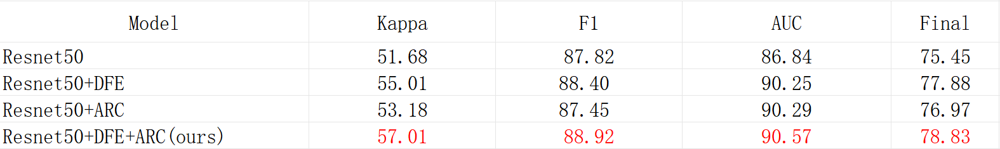 Model Kappa F1 AUC Final
Resnet50 51.68 87.82 86.84 75.45
Resnet50+DFE 55.01 88.40 90.25 77.88
Resnet50+ARC 53.18 87.45 90.29 76.97
Resnet50+DFE+ARC(ours) 57.01 88.92 90.57 78.83